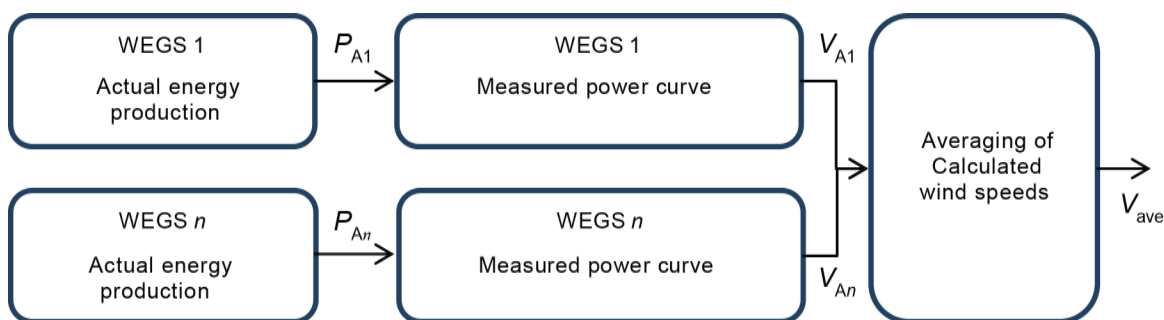 WEGS 1
Actual energy
production
P_A1
WEGS 1
Measured power curve
V_A1
WEGS n
Actual energy
production
P_An
WEGS n
Measured power curve
V_An
Averaging of
Calculated
wind speeds
V_ave